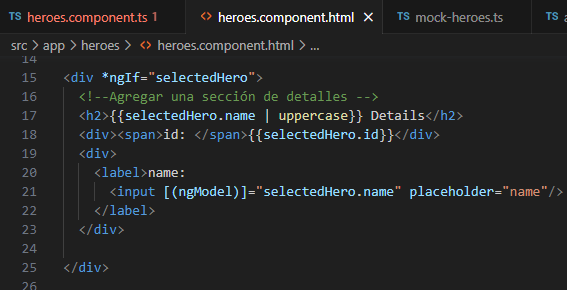 TS heroes.component.ts 1 <> heroes.component.html × TS mock-heroes.ts TS
src > app > heroes > <> heroes.component.html > ...
14
15 <div *ngIf="selectedHero">
16 <!--Agregar una sección de detalles -->
17 <h2>{{selectedHero.name | uppercase}} Details</h2>
18 <div><span>id: </span>{{selectedHero.id}}</div>
19 <div>
20 <label>name:
21 <input [(ngModel)]="selectedHero.name" placeholder="name"/>
22 </label>
23 </div>
24
25 </div>